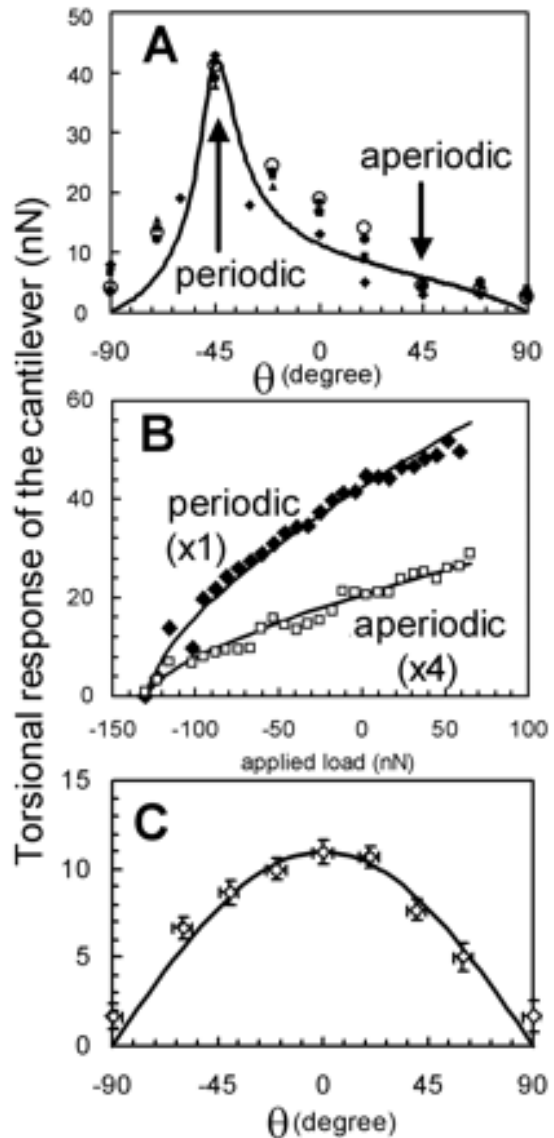 Torsional response of the cantilever (nN)
A
50
40
30
20
10
0
periodic
aperiodic
-90 -45 0 45 90
θ (degree)
B
60
40
20
0
periodic
(x1)
aperiodic
(x4)
-150 -100 -50 0 50 100
applied load (nN)
C
15
10
5
0
-90 -45 0 45 90
θ (degree)